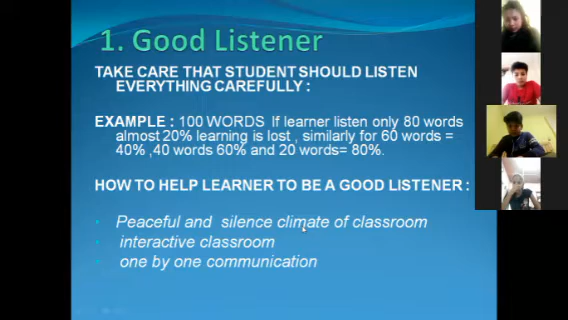 1. Good Listener
TAKE CARE THAT STUDENT SHOULD LISTEN
EVERYTHING CAREFULLY :
EXAMPLE : 100 WORDS If learner listen only 80 words
almost 20% learning is lost , similarly for 60 words =
40% ,40 words 60% and 20 words= 80%.
HOW TO HELP LEARNER TO BE A GOOD LISTENER :
• Peaceful and silence climate of classroom
• interactive classroom
• one by one communication